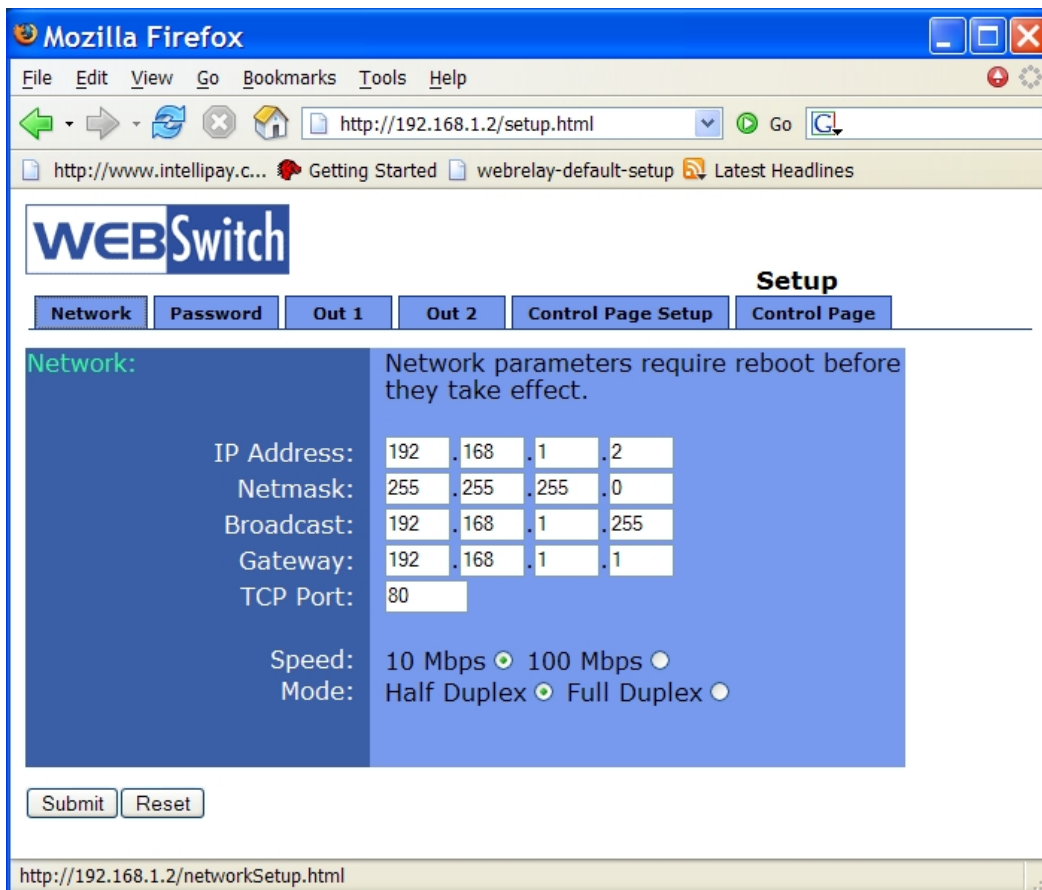 Mozilla Firefox
File Edit View Go Bookmarks Tools Help
http://192.168.1.2/setup.html Go G
http://www.intellipay.c... Getting Started webrelay-default-setup Latest Headlines
WEBSwitch
Setup
Network Password Out 1 Out 2 Control Page Setup Control Page
Network: Network parameters require reboot before
they take effect.
IP Address: 192 . 168 . 1 . 2
Netmask: 255 . 255 . 255 . 0
Broadcast: 192 . 168 . 1 . 255
Gateway: 192 . 168 . 1 . 1
TCP Port: 80
Speed: 10 Mbps 100 Mbps
Mode: Half Duplex Full Duplex
Submit Reset
http://192.168.1.2/networkSetup.html